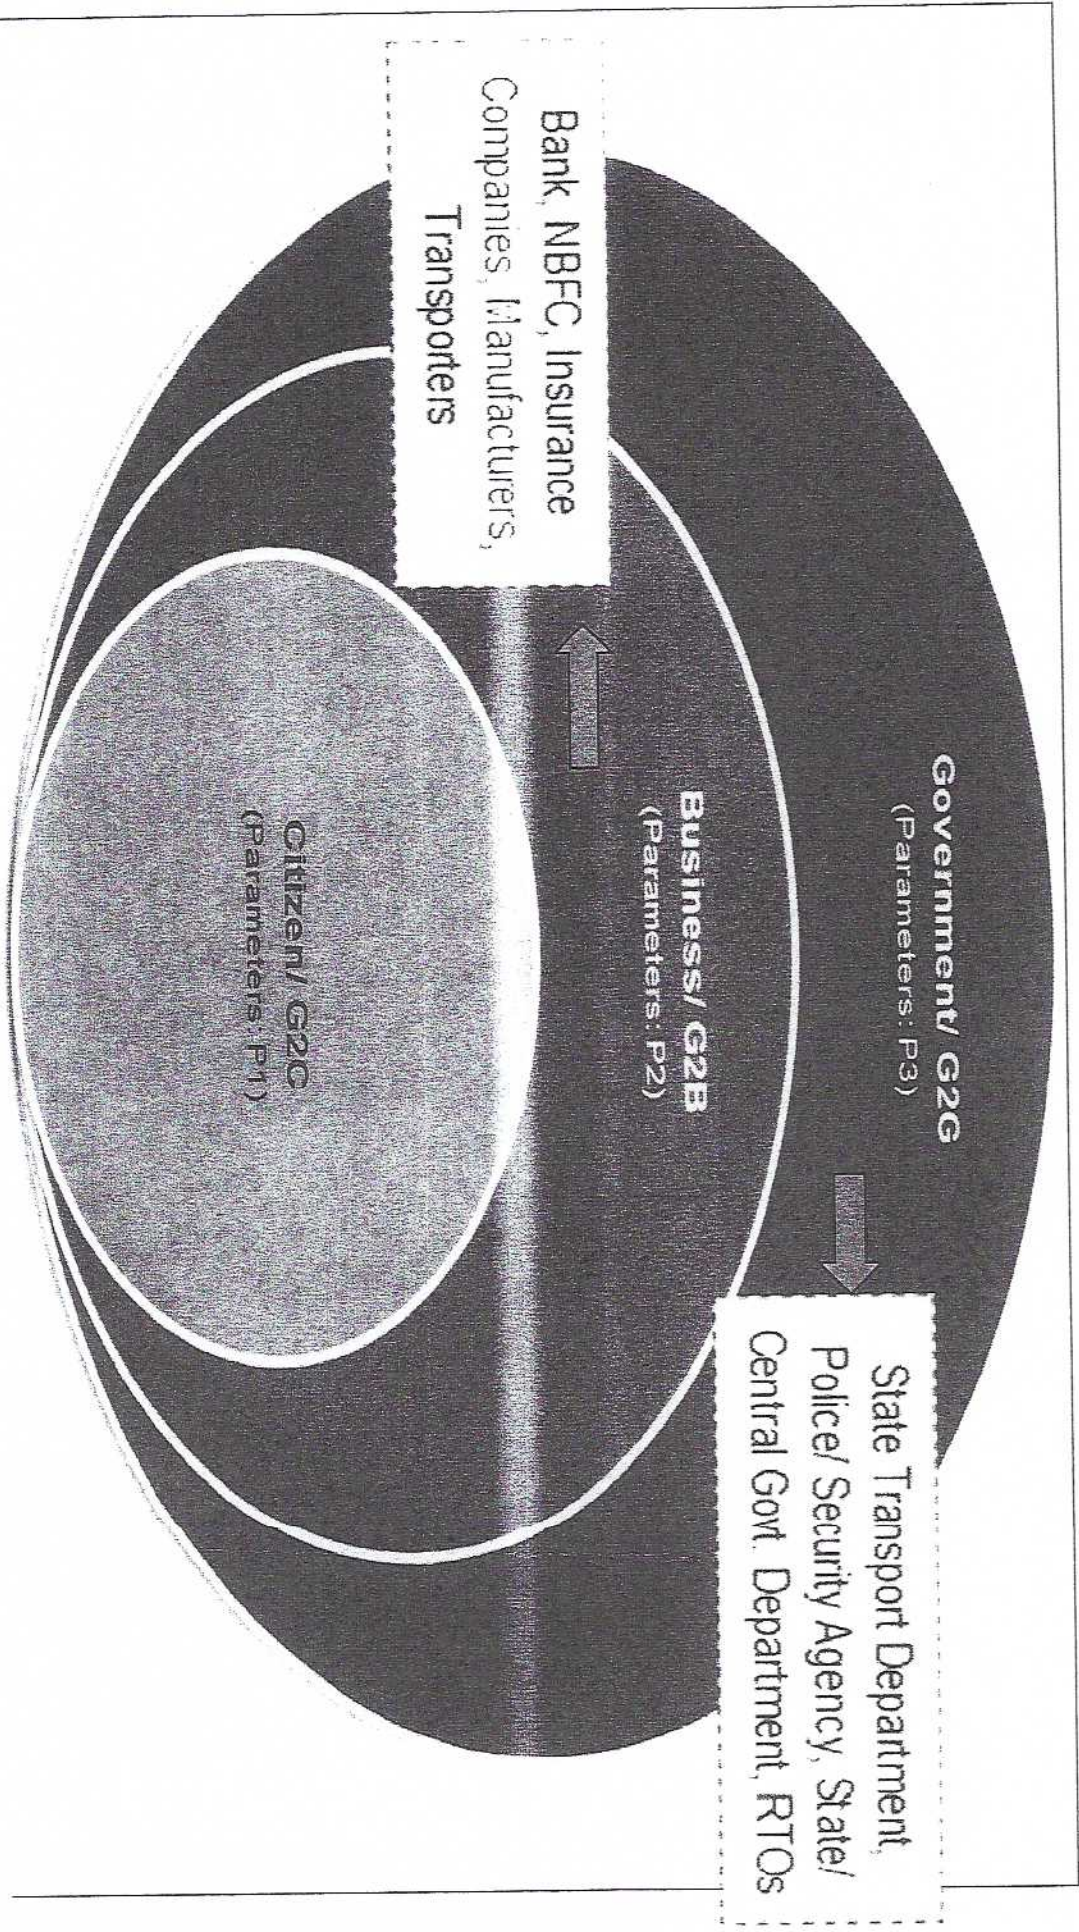 Government/ G2G
(Parameters: P3)
State Transport Department,
Police/ Security Agency, State/
Central Govt. Department, RTOs
Business/ G2B
(Parameters: P2)
Bank, NBFC, Insurance
Companies, Manufacturers,
Transporters
Citizen/ G2C
(Parameters: P1)